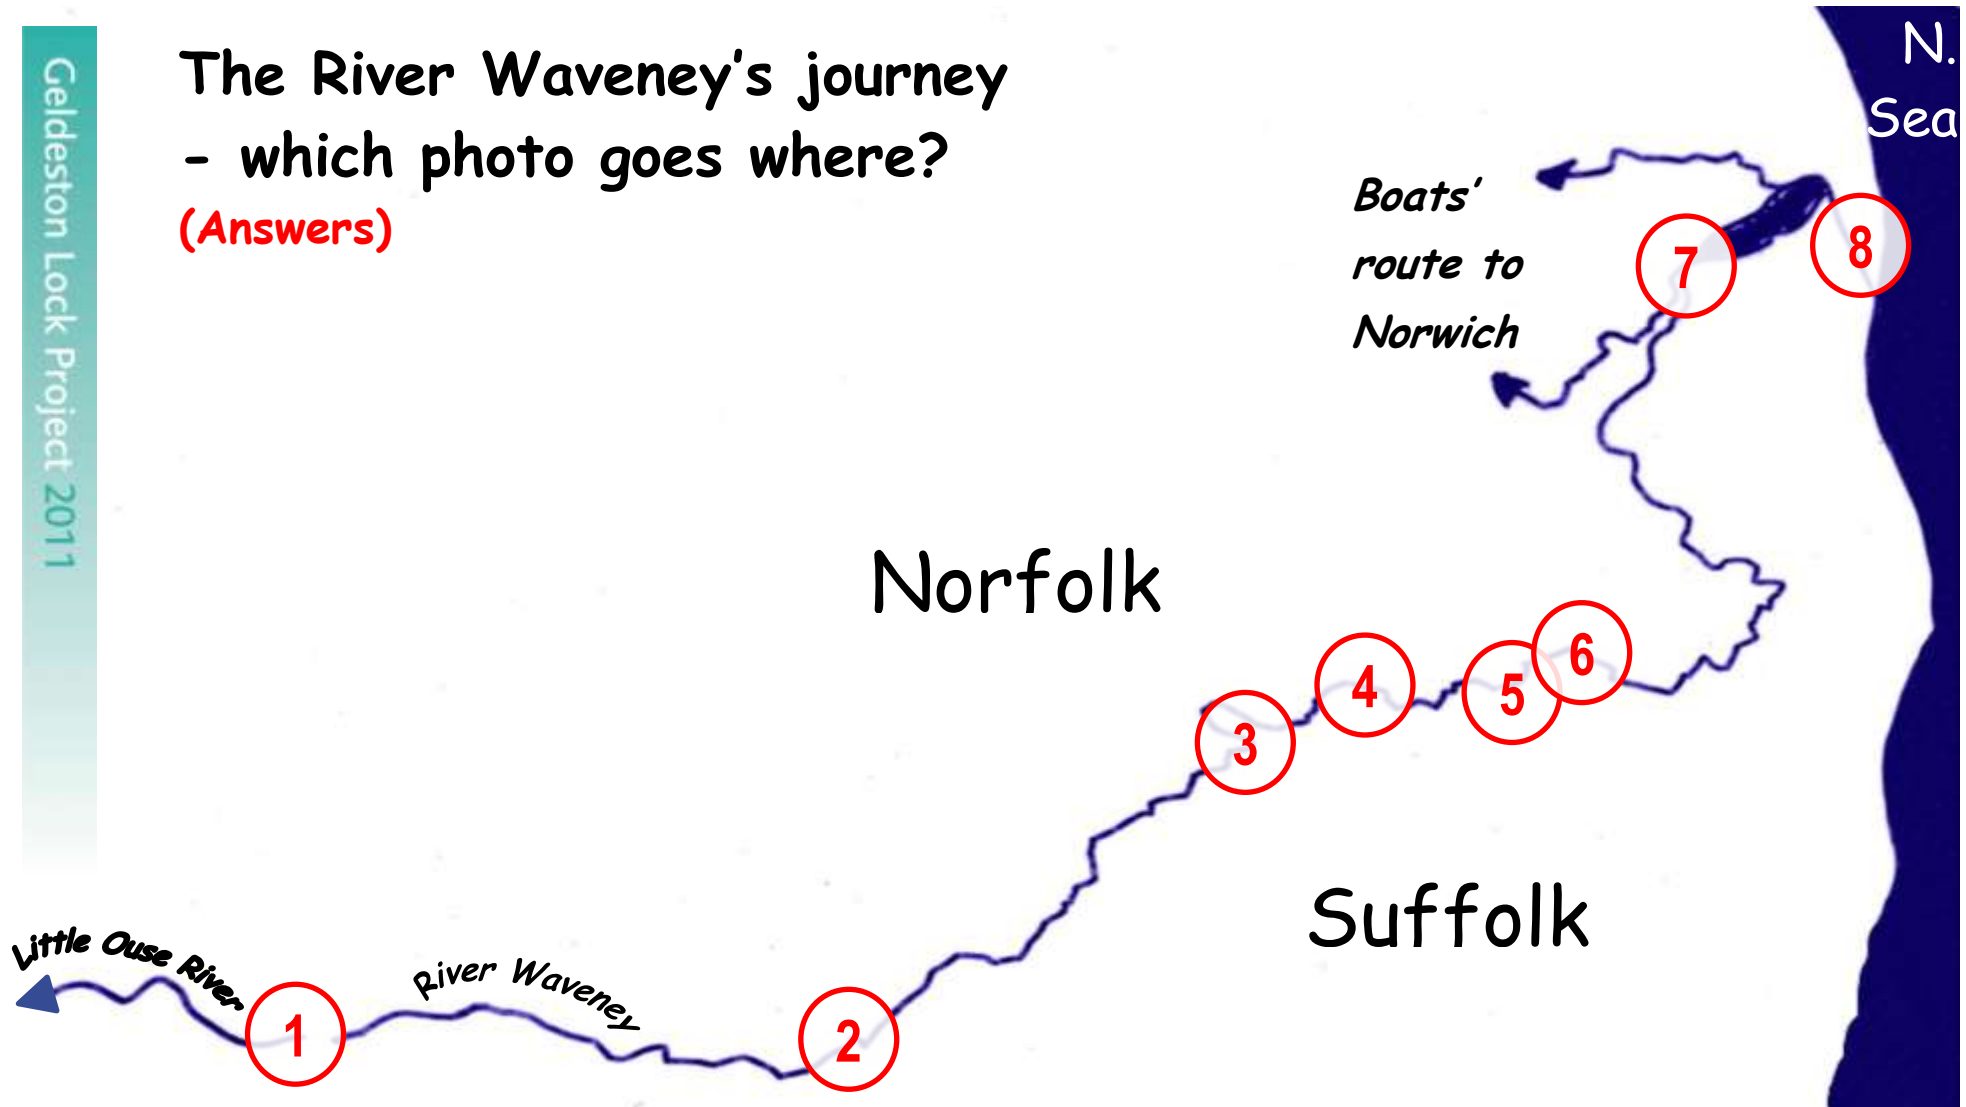 Geldeston Lock Project 2011
The River Waveney’s journey
- which photo goes where?
(Answers)
N.
Sea
Boats’
route to
Norwich
8
7
Norfolk
6
4
5
3
Suffolk
Little Ouse River
River Waveney
1
2